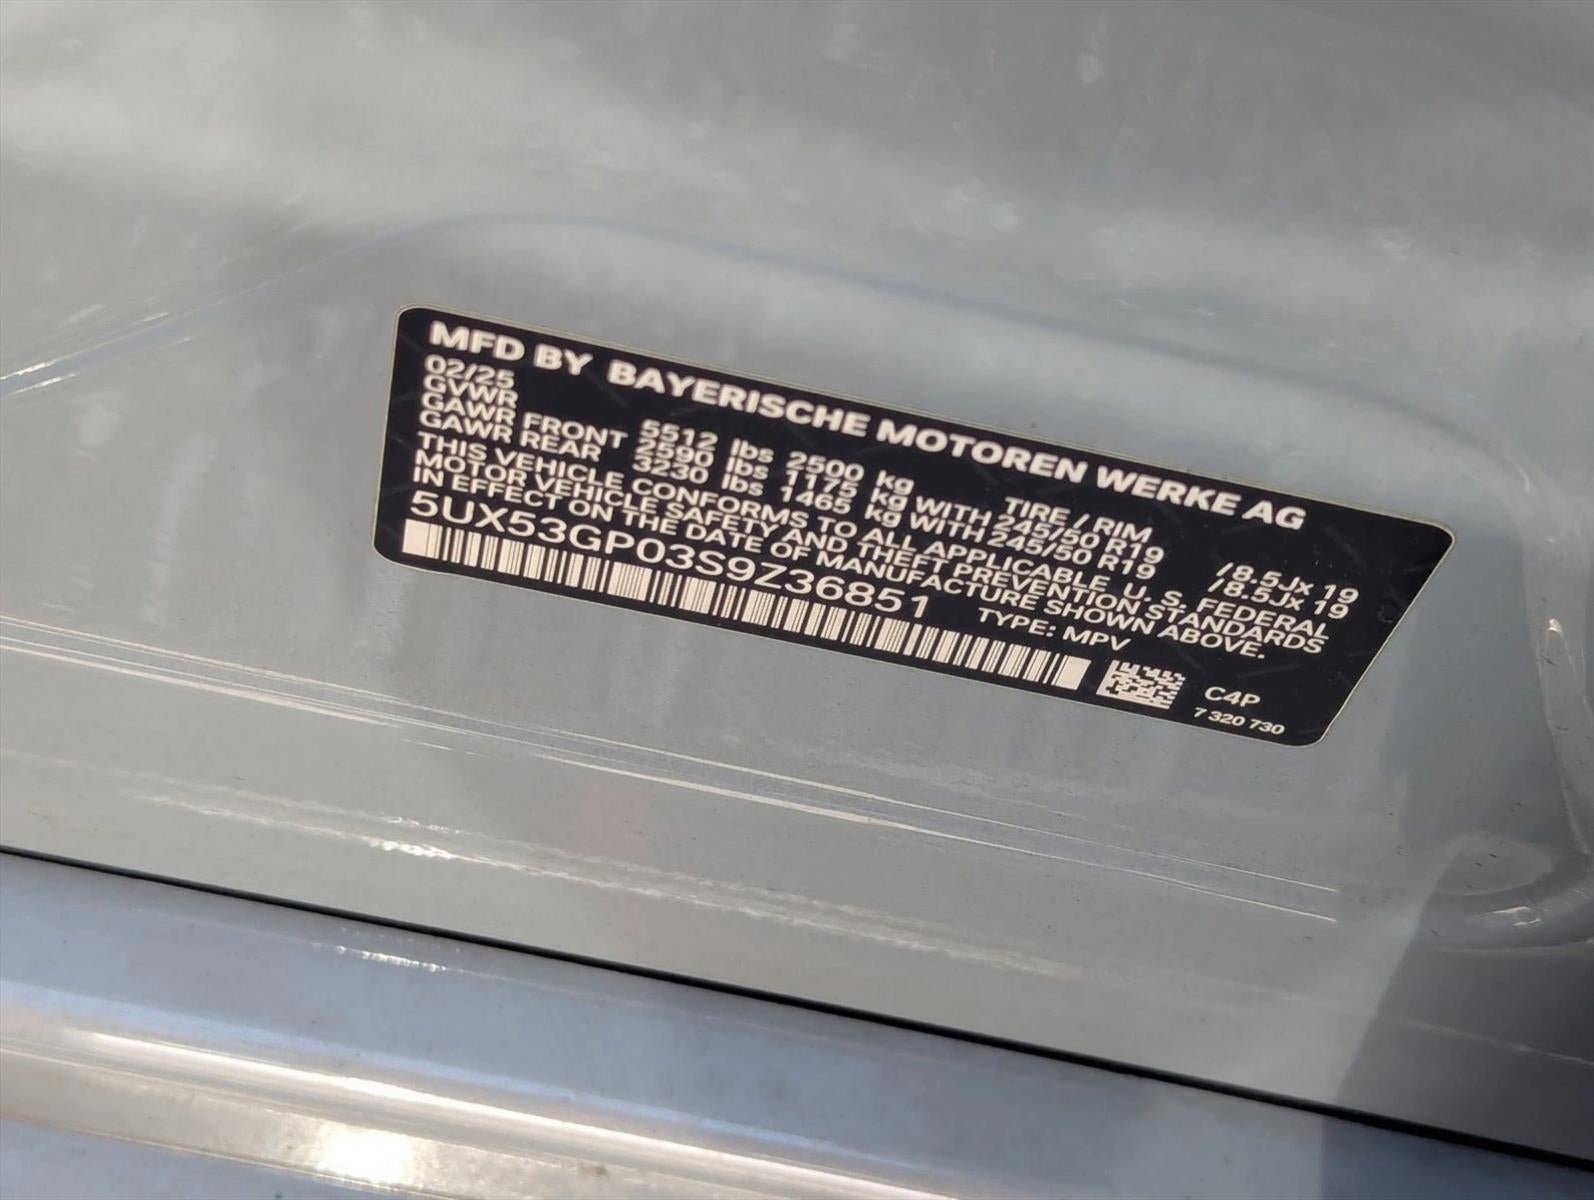 MFD BY BAYERISCHE MOTOREN WERKE AG
02/25
GVWR 5512 lbs 2500 kg TIRE / RIM
GAWR FRONT 2590 lbs 1175 kg WITH 245/50 R19 /8.5Jx 19
GAWR REAR 3230 lbs 1465 kg WITH 245/50 R19 /8.5Jx 19
THIS VEHICLE CONFORMS TO ALL APPLICABLE U. S. FEDERAL
MOTOR VEHICLE SAFETY AND THEFT PREVENTION STANDARDS
IN EFFECT ON THE DATE OF MANUFACTURE SHOWN ABOVE.
5UX53GP03S9Z36851 TYPE: MPV
C4P
7 320 730